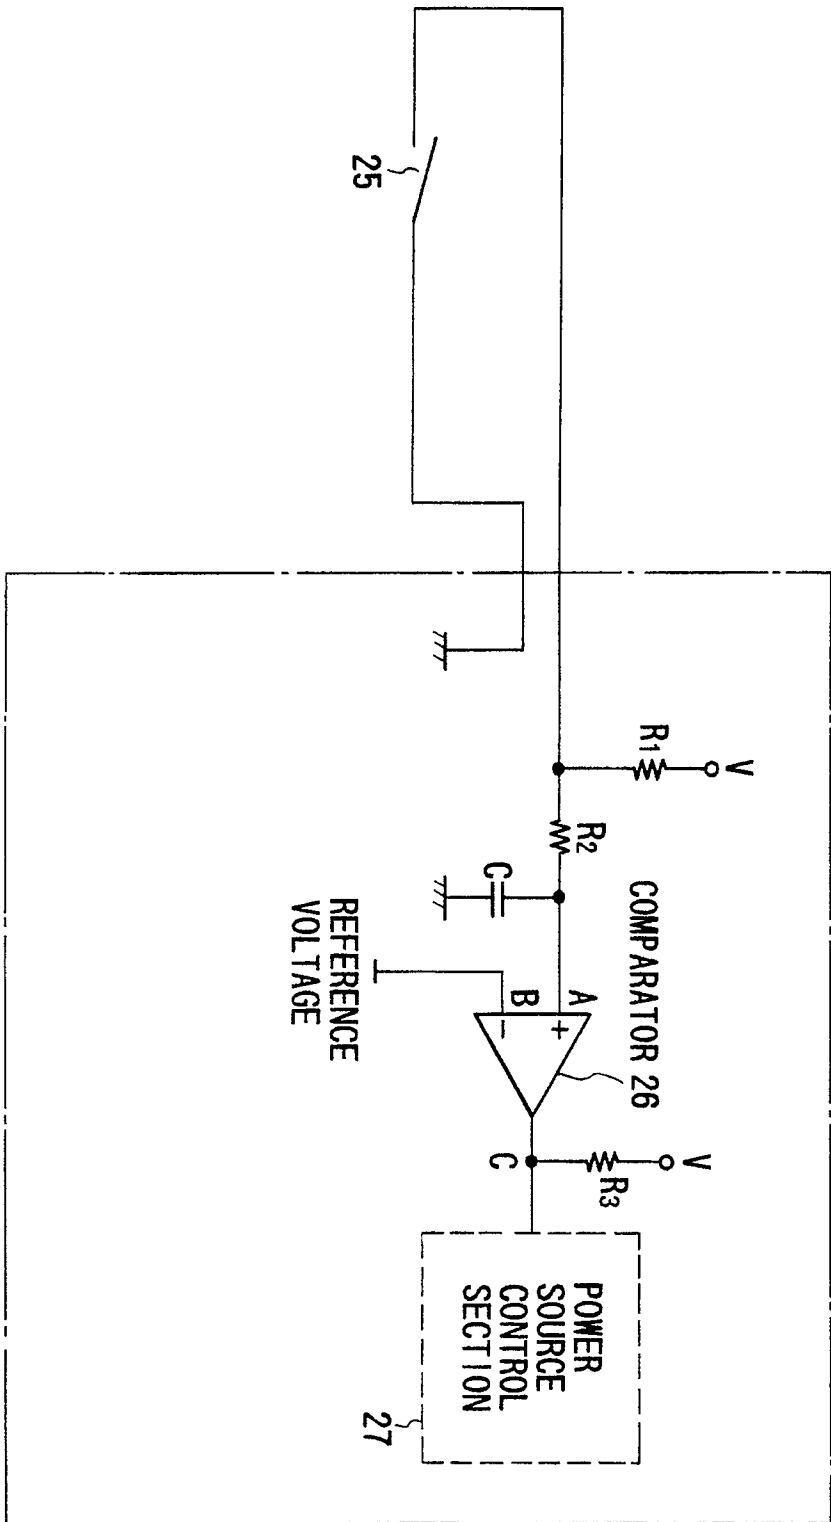 25
V
R1
R2
C
COMPARATOR 26
A
+
B
-
REFERENCE
VOLTAGE
V
R3
C
POWER
SOURCE
CONTROL
SECTION
27